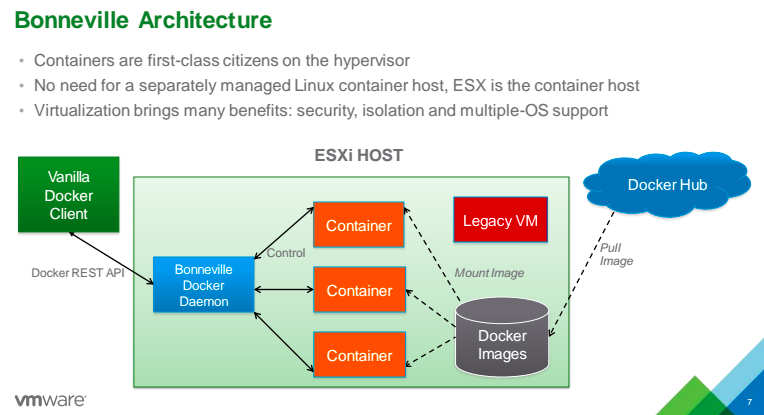 Bonneville Architecture
• Containers are first-class citizens on the hypervisor
• No need for a separately managed Linux container host, ESX is the container host
• Virtualization brings many benefits: security, isolation and multiple-OS support
ESXi HOST
Vanilla
Docker
Client
Docker REST API
Bonneville
Docker
Daemon
Control
Container
Container
Container
Legacy VM
Mount Image
Docker
Images
Docker Hub
Pull
Image
vmware
7